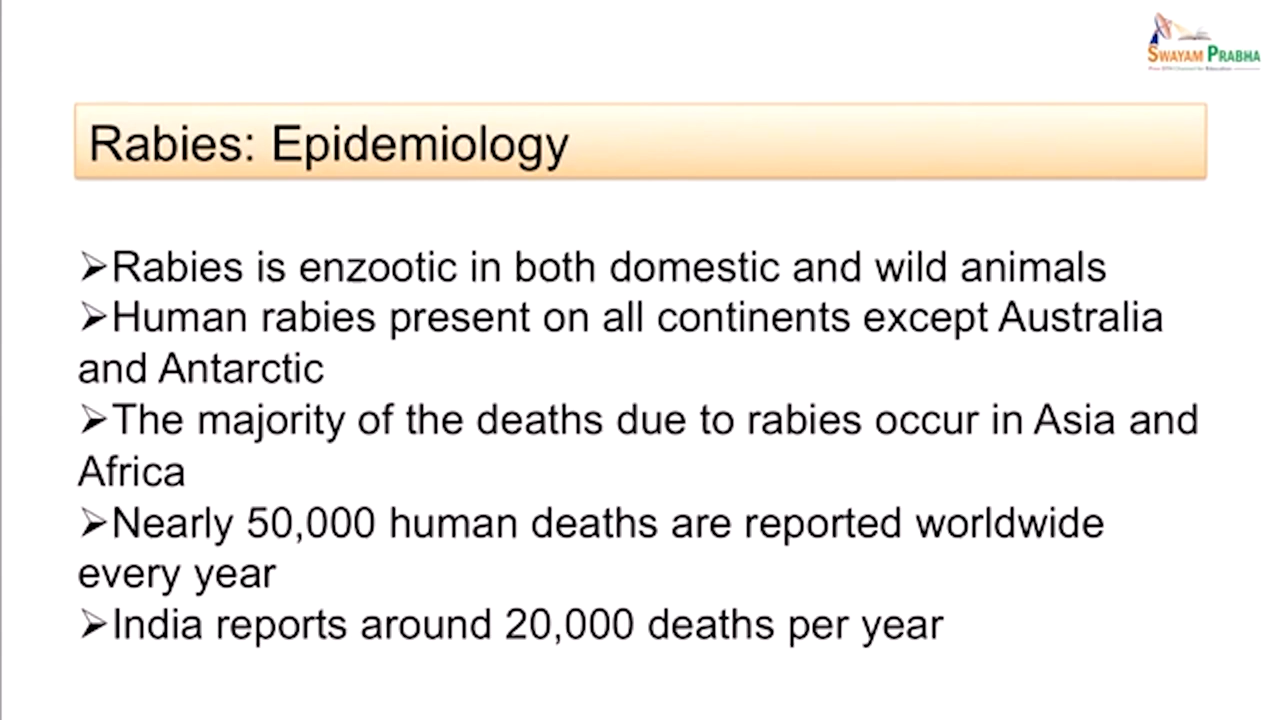 SWAYAM PRABHA
Rabies: Epidemiology
➢Rabies is enzootic in both domestic and wild animals
➢Human rabies present on all continents except Australia
and Antarctic
➢The majority of the deaths due to rabies occur in Asia and
Africa
➢Nearly 50,000 human deaths are reported worldwide
every year
➢India reports around 20,000 deaths per year